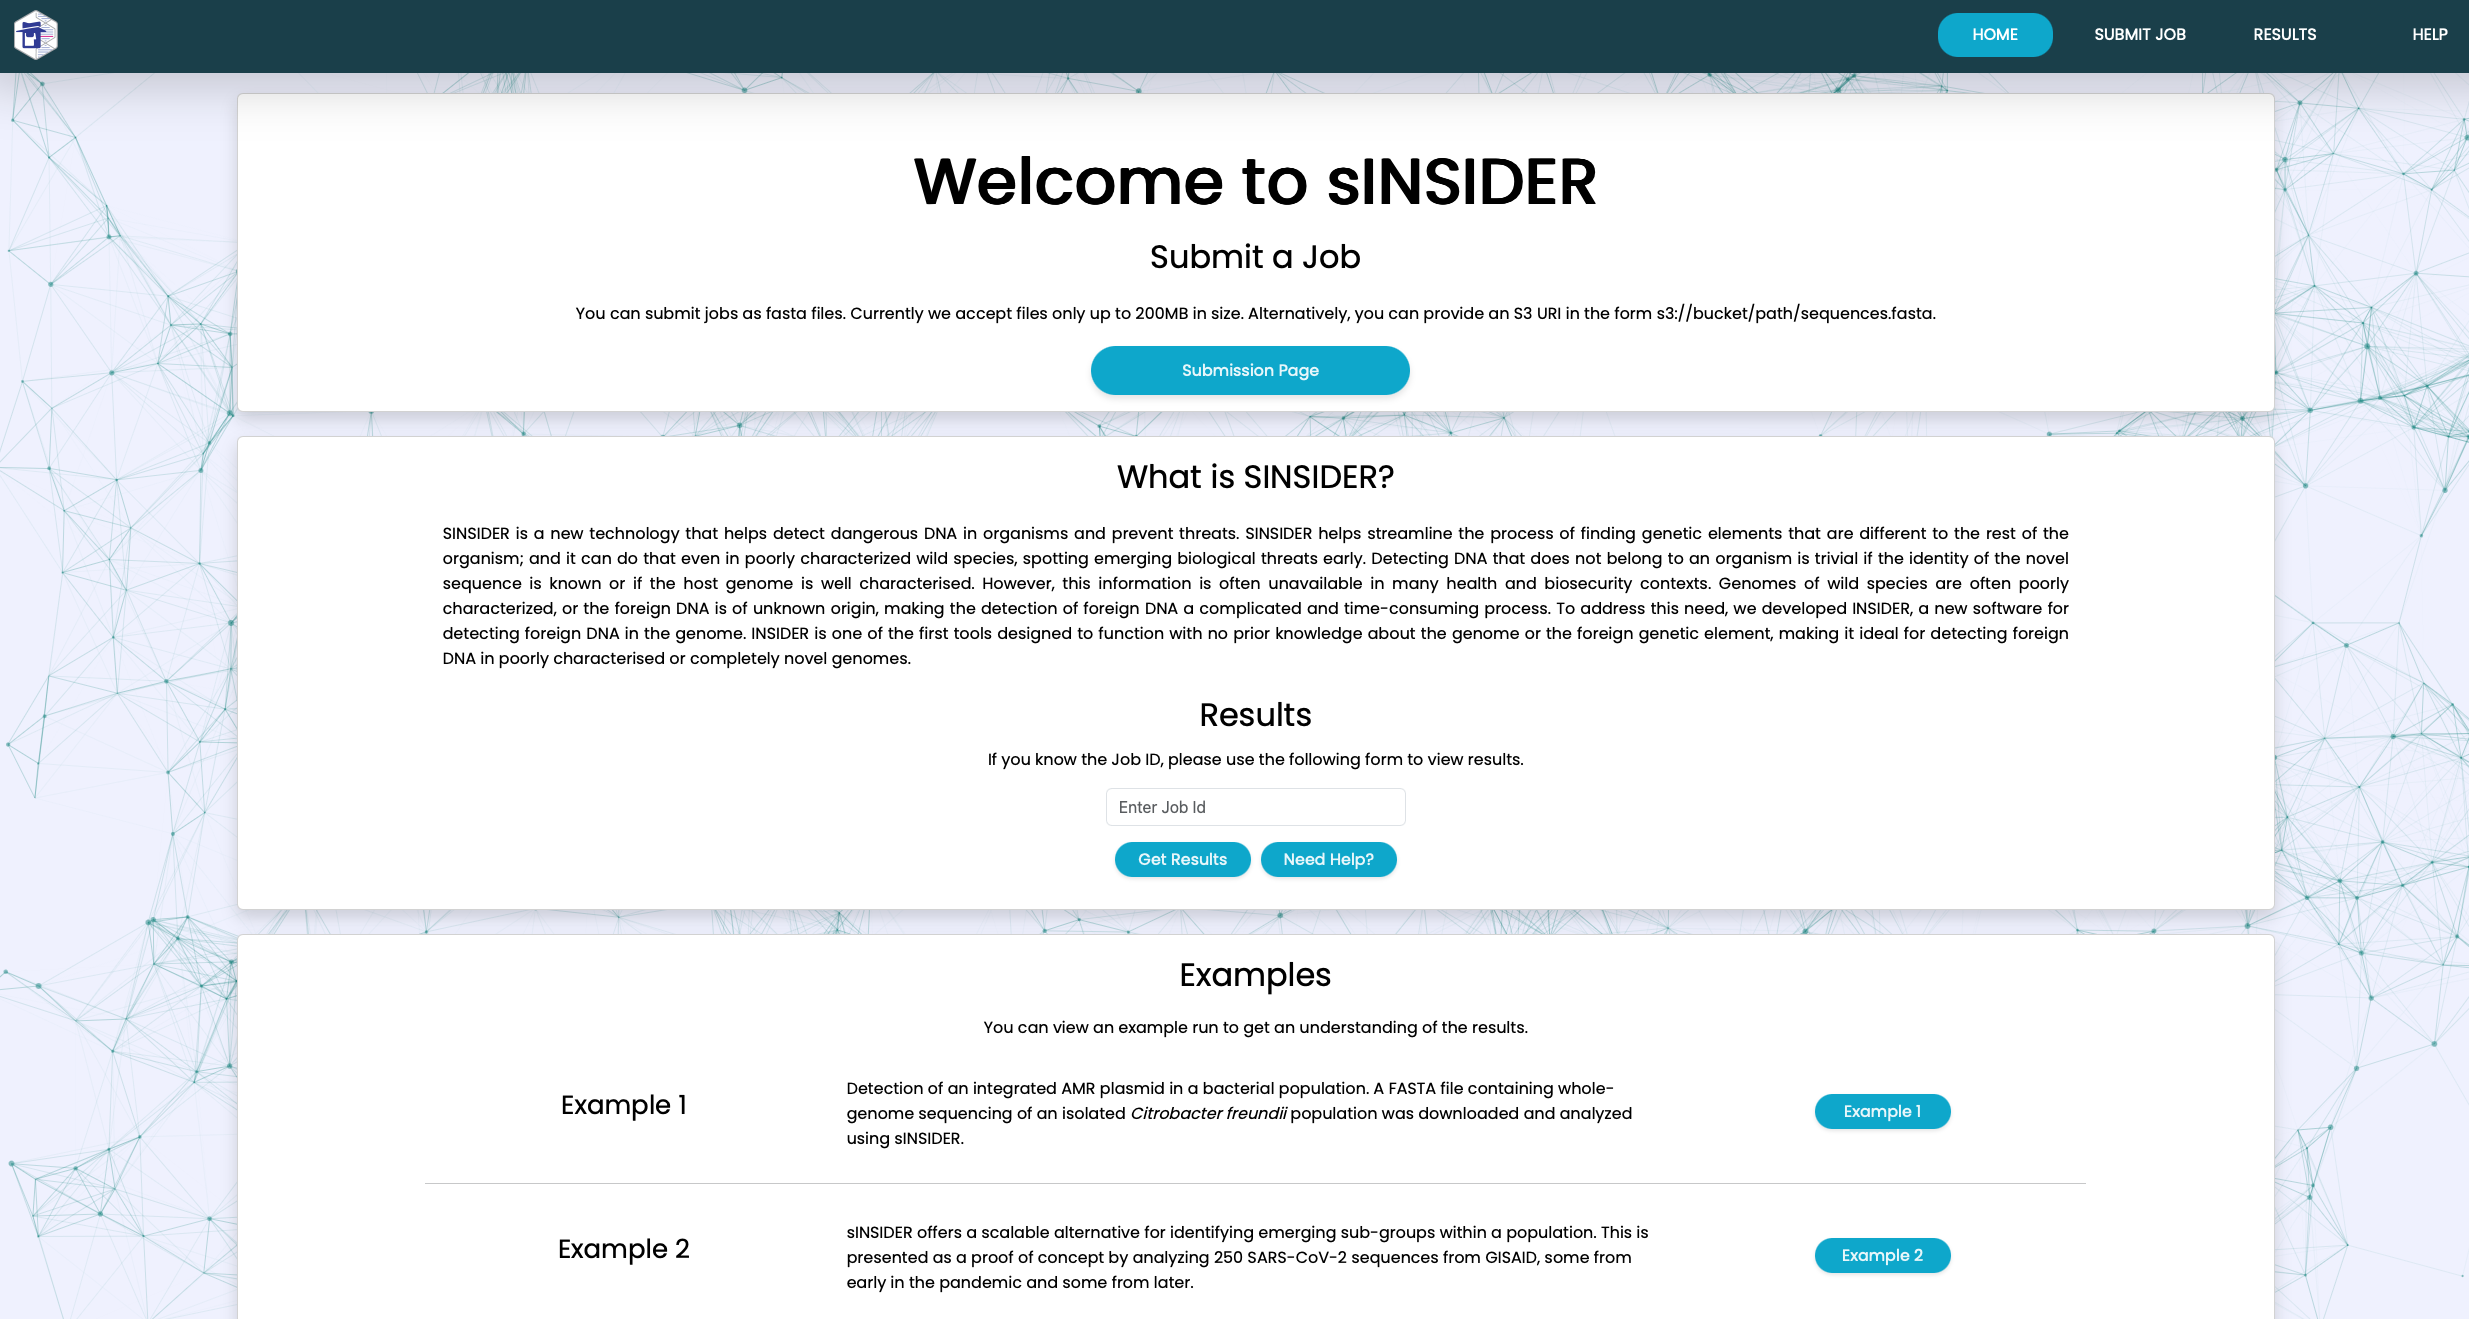 HOME
SUBMIT JOB
RESULTS
HELP
Welcome to sINSIDER
Submit a Job
You can submit jobs as fasta files. Currently we accept files only up to 200MB in size. Alternatively, you can provide an S3 URI in the form s3://bucket/path/sequences.fasta.
Submission Page
What is SINSIDER?
SINSIDER is a new technology that helps detect dangerous DNA in organisms and prevent threats. SINSIDER helps streamline the process of finding genetic elements that are different to the rest of the
organism; and it can do that even in poorly characterized wild species, spotting emerging biological threats early. Detecting DNA that does not belong to an organism is trivial if the identity of the novel
sequence is known or if the host genome is well characterised. However, this information is often unavailable in many health and biosecurity contexts. Genomes of wild species are often poorly
characterized, or the foreign DNA is of unknown origin, making the detection of foreign DNA a complicated and time-consuming process. To address this need, we developed INSIDER, a new software for
detecting foreign DNA in the genome. INSIDER is one of the first tools designed to function with no prior knowledge about the genome or the foreign genetic element, making it ideal for detecting foreign
DNA in poorly characterised or completely novel genomes.
Results
If you know the Job ID, please use the following form to view results.
Enter Job Id
Get Results
Need Help?
Examples
You can view an example run to get an understanding of the results.
Example 1
Detection of an integrated AMR plasmid in a bacterial population. A FASTA file containing whole-
genome sequencing of an isolated Citrobacter freundii population was downloaded and analyzed
using sINSIDER.
Example 1
Example 2
sINSIDER offers a scalable alternative for identifying emerging sub-groups within a population. This is
presented as a proof of concept by analyzing 250 SARS-CoV-2 sequences from GISAID, some from
early in the pandemic and some from later.
Example 2